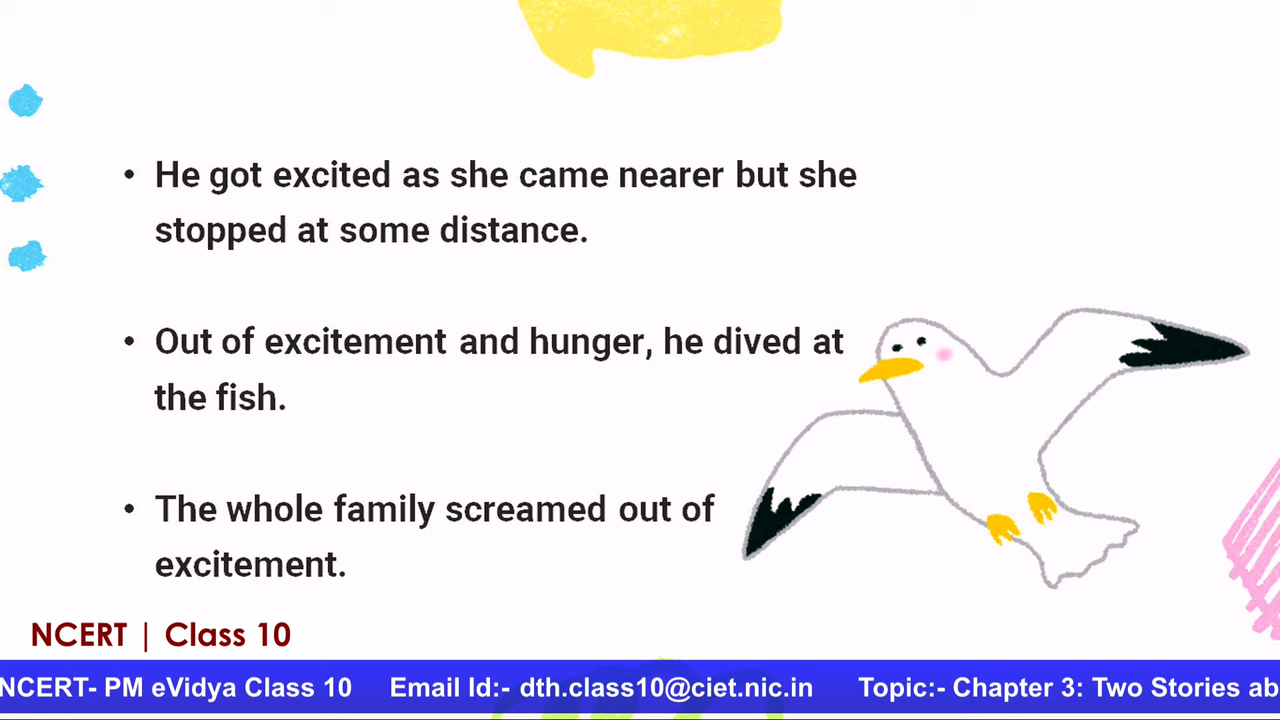 • He got excited as she came nearer but she
stopped at some distance.
• Out of excitement and hunger, he dived at
the fish.
• The whole family screamed out of
excitement.
NCERT | Class 10
NCERT- PM eVidya Class 10 Email Id:- dth.class10@ciet.nic.in Topic:- Chapter 3: Two Stories ab